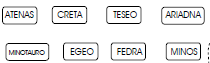 ATENAS CRETA TESEO ARIADNA
MINOTAURO EGEO FEDRA MINOS